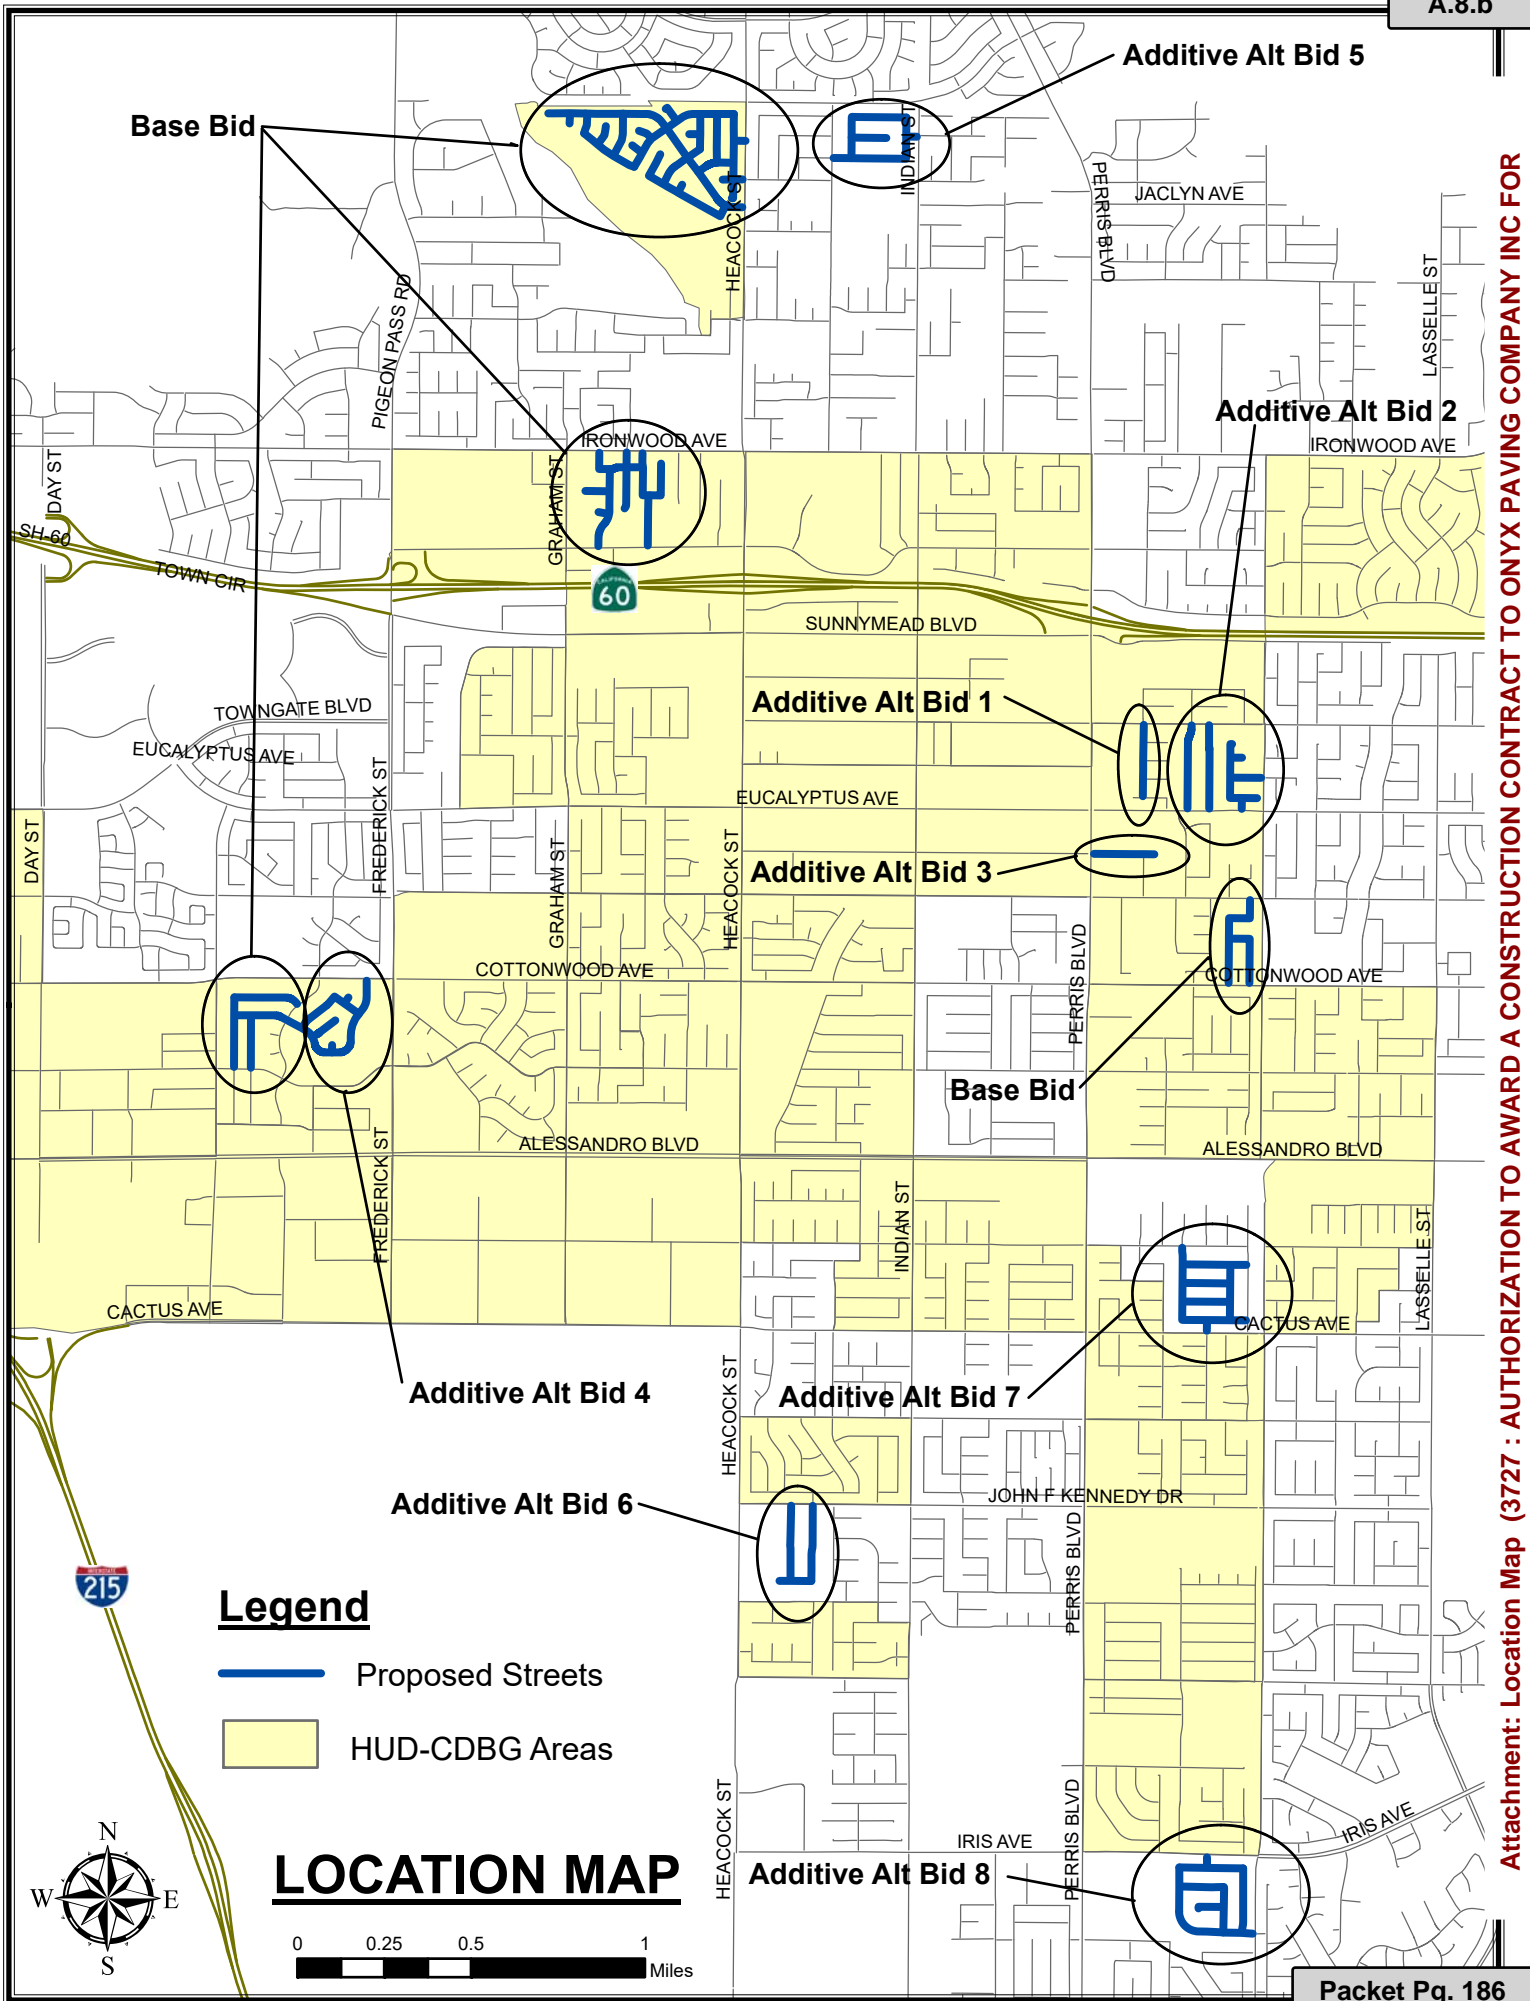 A.8.b
Additive Alt Bid 5
Base Bid
INDIAN ST
PERRIS BLVD
JACLYN AVE
HEACOCK ST
LASSELLE ST
PIGEON PASS RD
Additive Alt Bid 2
IRONWOOD AVE
IRONWOOD AVE
DAY ST
GRAHAM ST
SH-60
TOWN CIR
CALIFORNIA
60
SUNNYMEAD BLVD
Additive Alt Bid 1
TOWNGATE BLVD
EUCALYPTUS AVE
FREDERICK ST
EUCALYPTUS AVE
DAY ST
GRAHAM ST
HEACOCK ST
Additive Alt Bid 3
PERRIS BLVD
COTTONWOOD AVE
COTTONWOOD AVE
Base Bid
ALESSANDRO BLVD
ALESSANDRO BLVD
FREDERICK ST
INDIAN ST
LASSELLE ST
CACTUS AVE
CACTUS AVE
HEACOCK ST
Additive Alt Bid 4
Additive Alt Bid 7
Additive Alt Bid 6
JOHN F KENNEDY DR
PERRIS BLVD
INTERSTATE
215
Legend
Proposed Streets
HUD-CDBG Areas
HEACOCK ST
PERRIS BLVD
IRIS AVE
IRIS AVE
N
W
E
S
LOCATION MAP
Additive Alt Bid 8
0
0.25
0.5
1
Miles
Attachment: Location Map (3727 : AUTHORIZATION TO AWARD A CONSTRUCTION CONTRACT TO ONYX PAVING COMPANY INC FOR
Packet Pg. 186